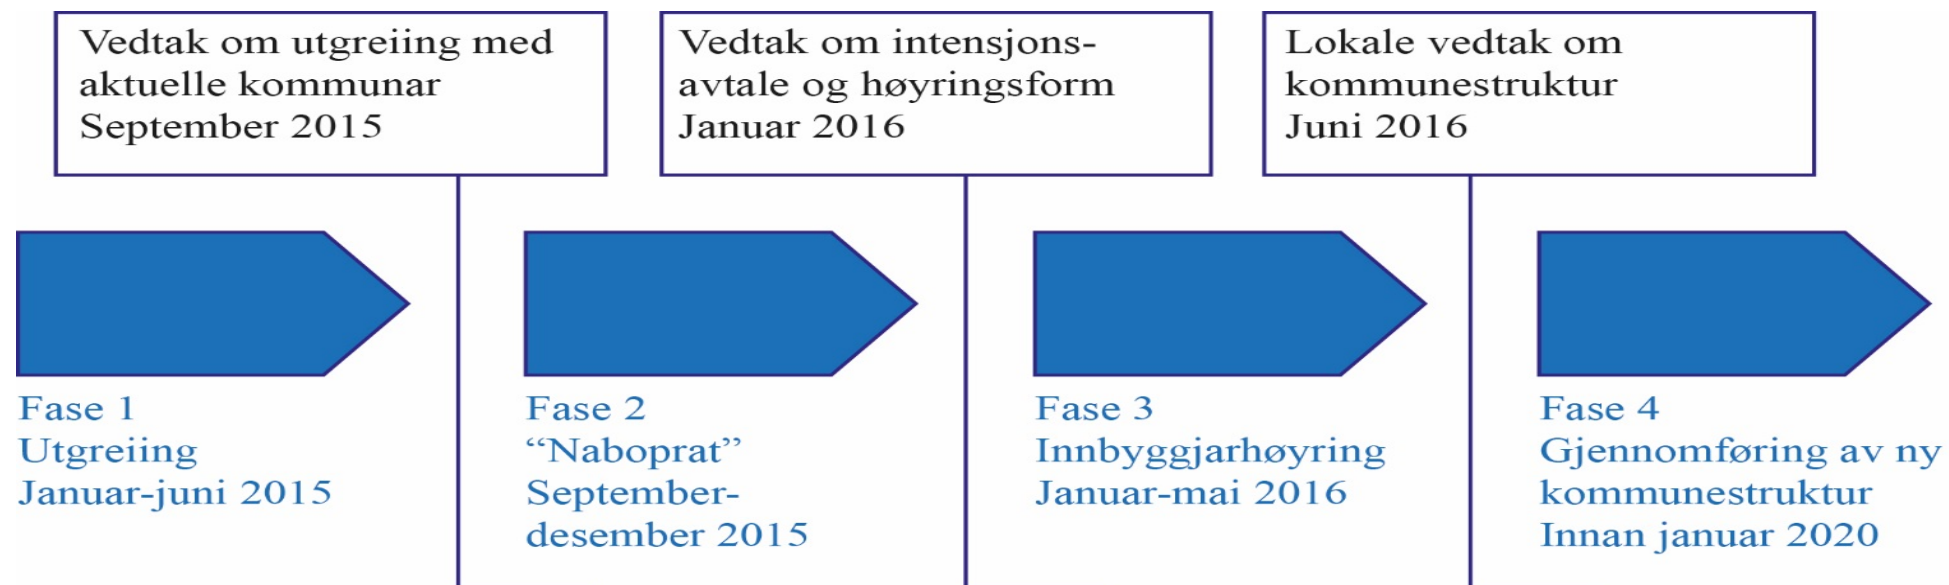 Vedtak om utgreiing med
aktuelle kommunar
September 2015
Vedtak om intensjons-
avtale og høyringsform
Januar 2016
Lokale vedtak om
kommunestruktur
Juni 2016
Fase 1
Utgreiing
Januar-juni 2015
Fase 2
“Naboprat”
September-
desember 2015
Fase 3
Innbyggjarhøyring
Januar-mai 2016
Fase 4
Gjennomføring av ny
kommunestruktur
Innan januar 2020